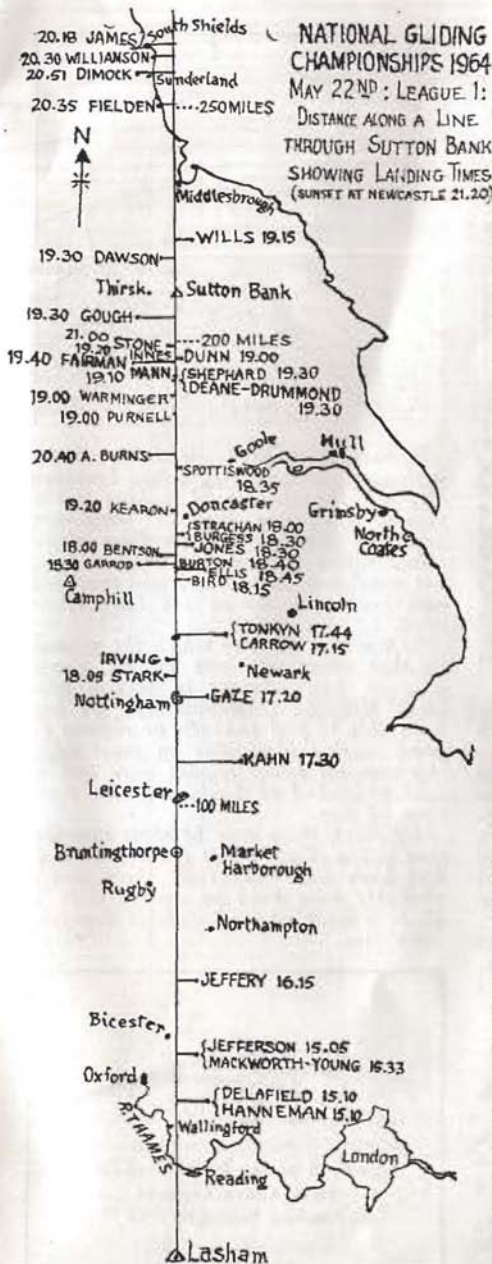 NATIONAL GLIDING
CHAMPIONSHIPS 1964
MAY 22ND: LEAGUE 1:
DISTANCE ALONG A LINE
THROUGH SUTTON BANK
SHOWING LANDING TIMES
(SUNSET AT NEWCASTLE 21.20)
South Shields
20.18 JAMES
20.30 WILLIANSON
20.51 DIMOCK
Sunderland
20.35 FIELDEN
250 MILES
N
Middlesbrough
WILLS 19.15
19.30 DAWSON
Thirsk.
Sutton Bank
19.30 GOUGH
21.00
STONE
200 MILES
19.20
INNES
DUNN 19.00
19.40 FAIRMAN
19.10 MANN
SHEPHARD 19.30
DEANE-DRUMMOND
19.30
19.00 WARMINGER
19.00 PURNELL
20.40 A. BURNS
Goole
Hull
SPOTTISWOOD
18.35
19.20 KEARON
Doncaster
Grimsby
North
Coates
STRACHAN 18.00
BURGESS 18.30
18.00 BENTSON
JONES 18.30
18.30 GARROD
BURTON 18.40
ELLIS 18.45
BIRD 18.15
Camphill
Lincoln
TONKYN 17.44
CARROW 17.15
IRVING
Newark
18.09 STARK
Nottingham
GAZE 17.20
KAHN 17.30
Leicester
100 MILES
Bruntingthorpe
Market
Harborough
Rugby
Northampton
JEFFERY 16.15
Bicester
JEFFERSON 15.05
MACKWORTH-YOUNG
Oxford
DELAFIELD 15.10
HANNEMAN 15.10
R. THAMES
Wallingford
London
Reading
Lasham